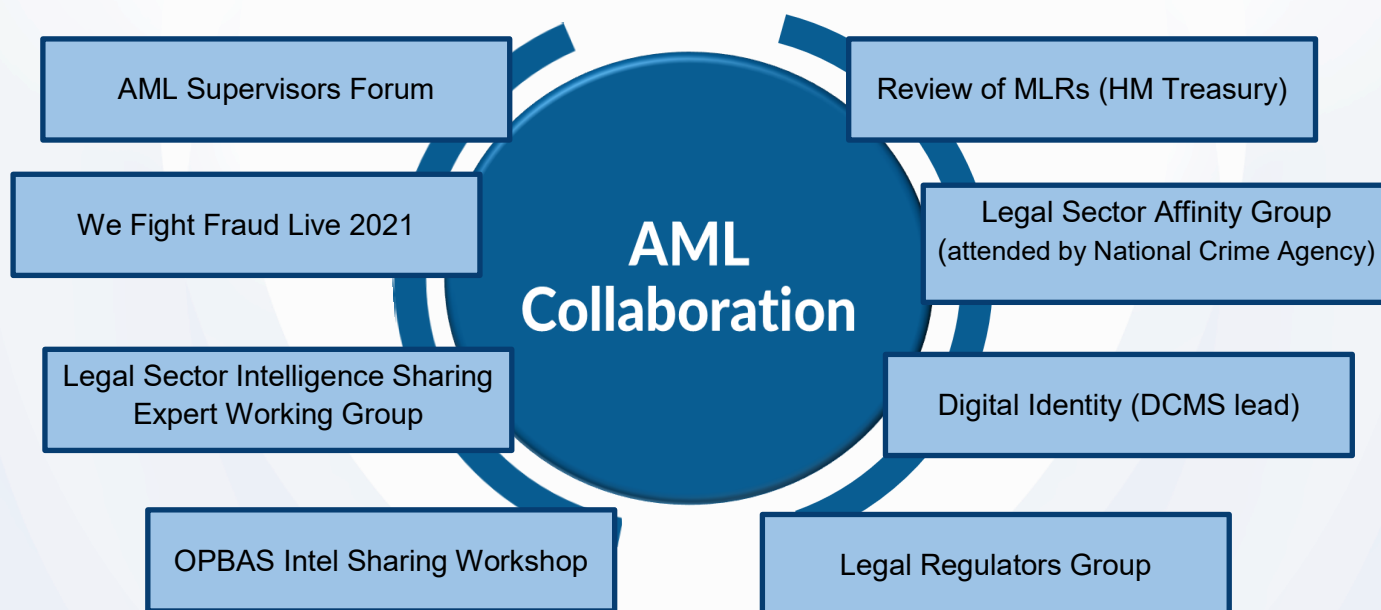 AML Supervisors Forum
We Fight Fraud Live 2021
Legal Sector Intelligence Sharing
Expert Working Group
OPBAS Intel Sharing Workshop
AML
Collaboration
Review of MLRs (HM Treasury)
Legal Sector Affinity Group
(attended by National Crime Agency)
Digital Identity (DCMS lead)
Legal Regulators Group